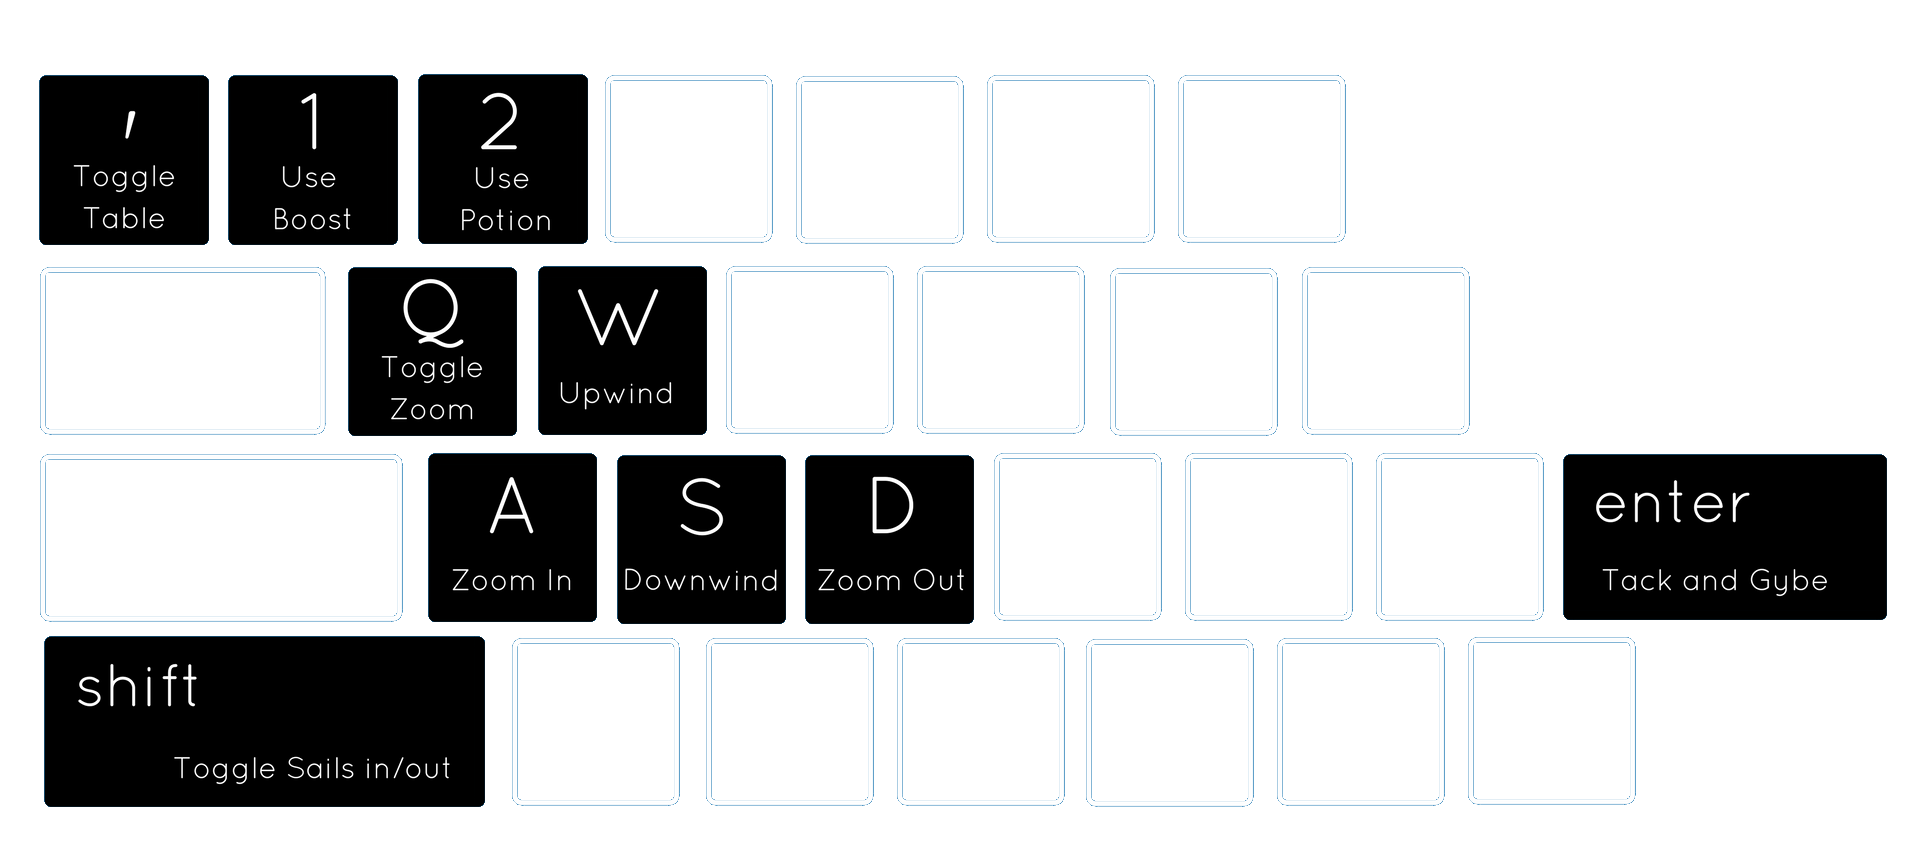 '
Toggle
Table
1
Use
Boost
2
Use
Potion
Q
Toggle
Zoom
W
Upwind
A
Zoom In
S
Downwind
D
Zoom Out
enter
Tack and Gybe
shift
Toggle Sails in/out